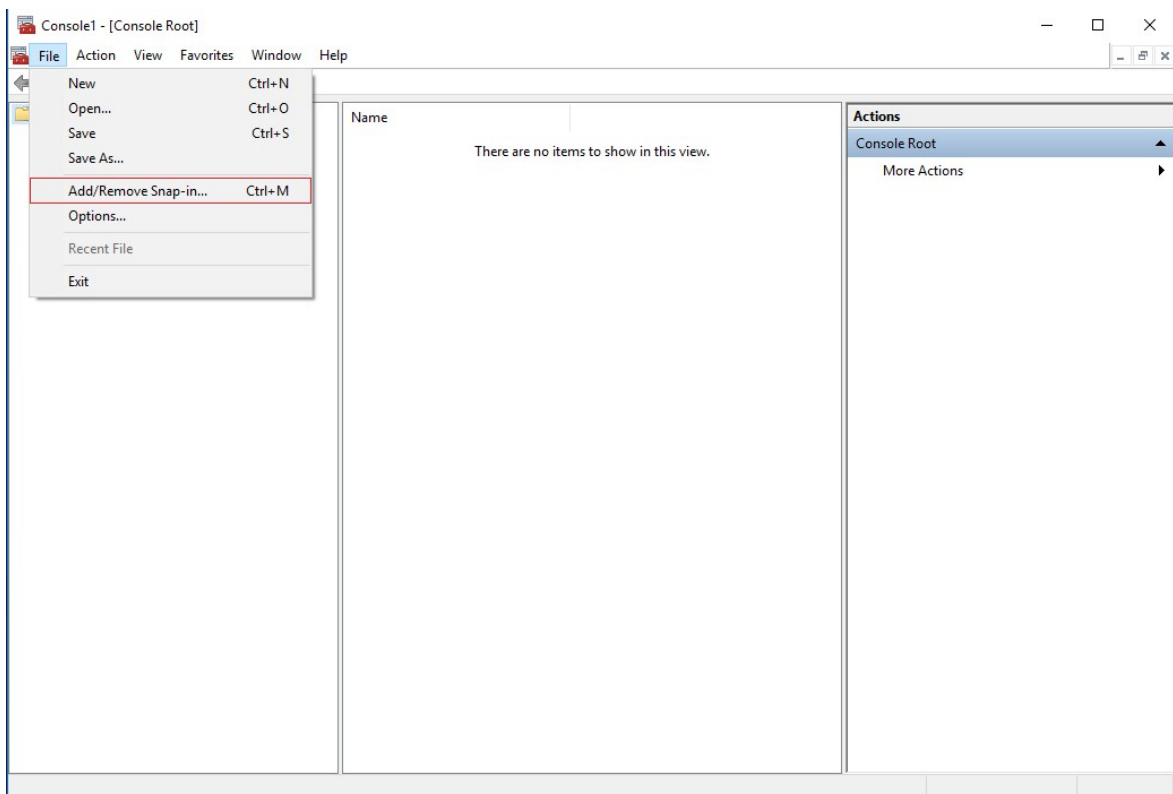 Console1 - [Console Root]
File Action View Favorites Window Help
New Ctrl+N
Open... Ctrl+O
Save Ctrl+S
Save As...
Add/Remove Snap-in... Ctrl+M
Options...
Recent File
Exit
Name
There are no items to show in this view.
Actions
Console Root
More Actions